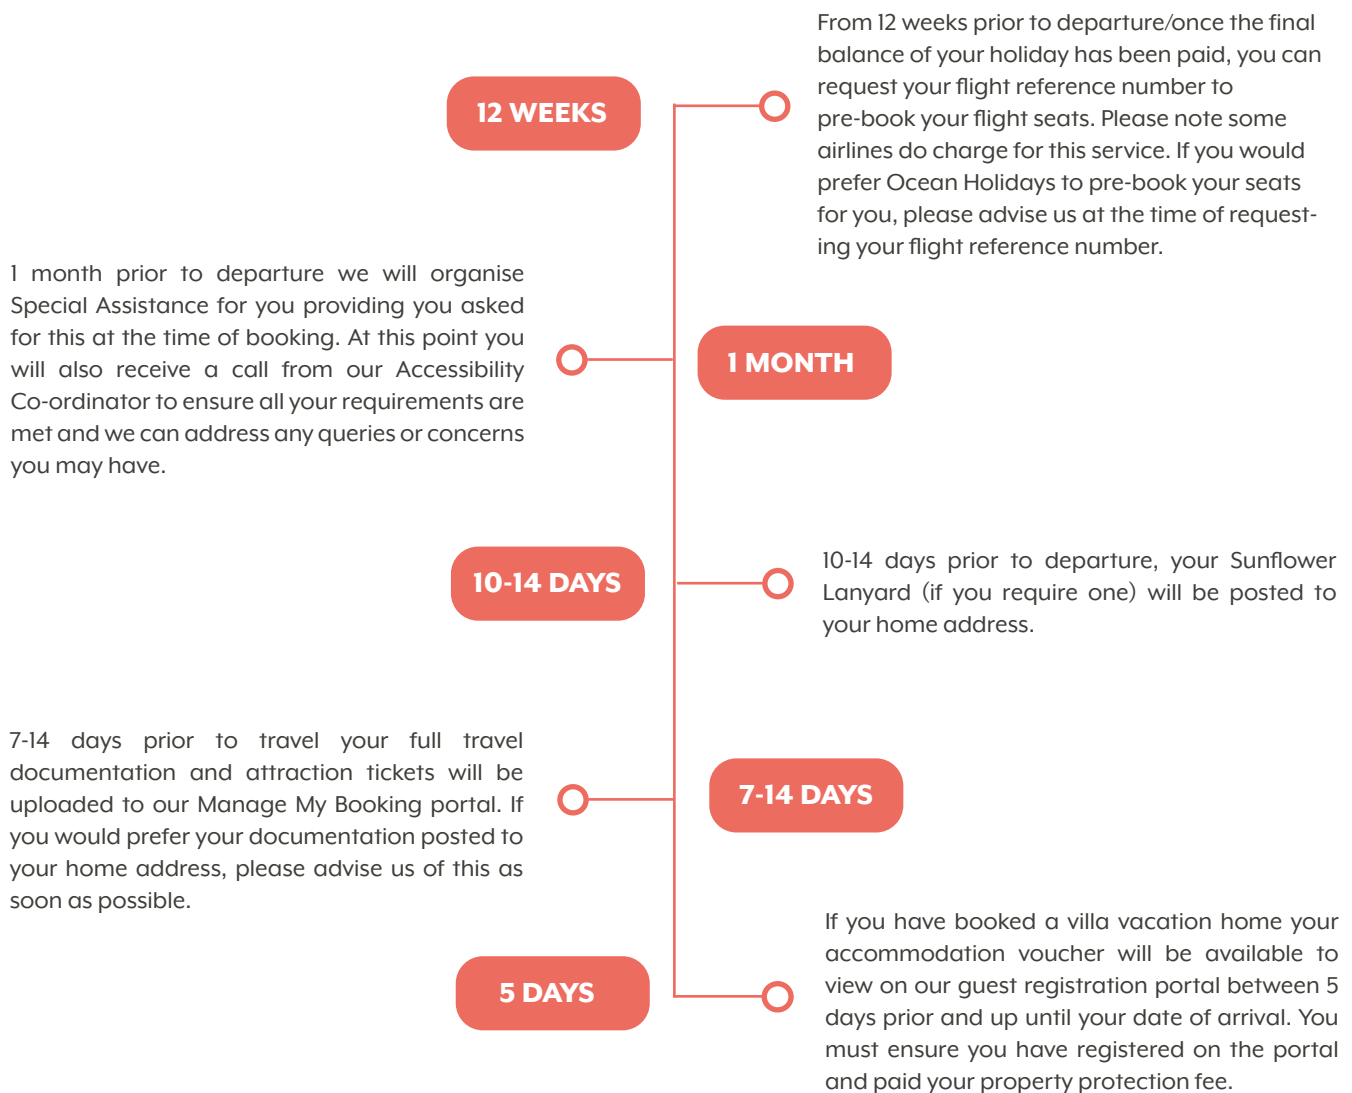 12 WEEKS
From 12 weeks prior to departure/once the final
balance of your holiday has been paid, you can
request your flight reference number to
pre-book your flight seats. Please note some
airlines do charge for this service. If you would
prefer Ocean Holidays to pre-book your seats
for you, please advise us at the time of request-
ing your flight reference number.
1 MONTH
1 month prior to departure we will organise
Special Assistance for you providing you asked
for this at the time of booking. At this point you
will also receive a call from our Accessibility
Co-ordinator to ensure all your requirements are
met and we can address any queries or concerns
you may have.
10-14 DAYS
10-14 days prior to departure, your Sunflower
Lanyard (if you require one) will be posted to
your home address.
7-14 DAYS
7-14 days prior to travel your full travel
documentation and attraction tickets will be
uploaded to our Manage My Booking portal. If
you would prefer your documentation posted to
your home address, please advise us of this as
soon as possible.
5 DAYS
If you have booked a villa vacation home your
accommodation voucher will be available to
view on our guest registration portal between 5
days prior and up until your date of arrival. You
must ensure you have registered on the portal
and paid your property protection fee.